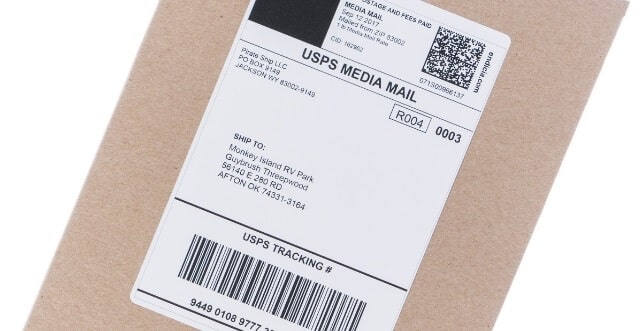 POSTAGE AND FEES PAID
MEDIA MAIL
Sep 12 2017
Mailed from ZIP 83002
1 lb Media Mail Rate
CID: 162962
endicia.com
071S00966137
USPS MEDIA MAIL
Pirate Ship LLC
PO BOX 9149
JACKSON WY 83002-9149
R004 0003
SHIP TO:
Monkey Island RV Park
Guybrush Threepwood
56140 E 280 RD
AFTON OK 74331-3164
USPS TRACKING #
9449 0108 9777